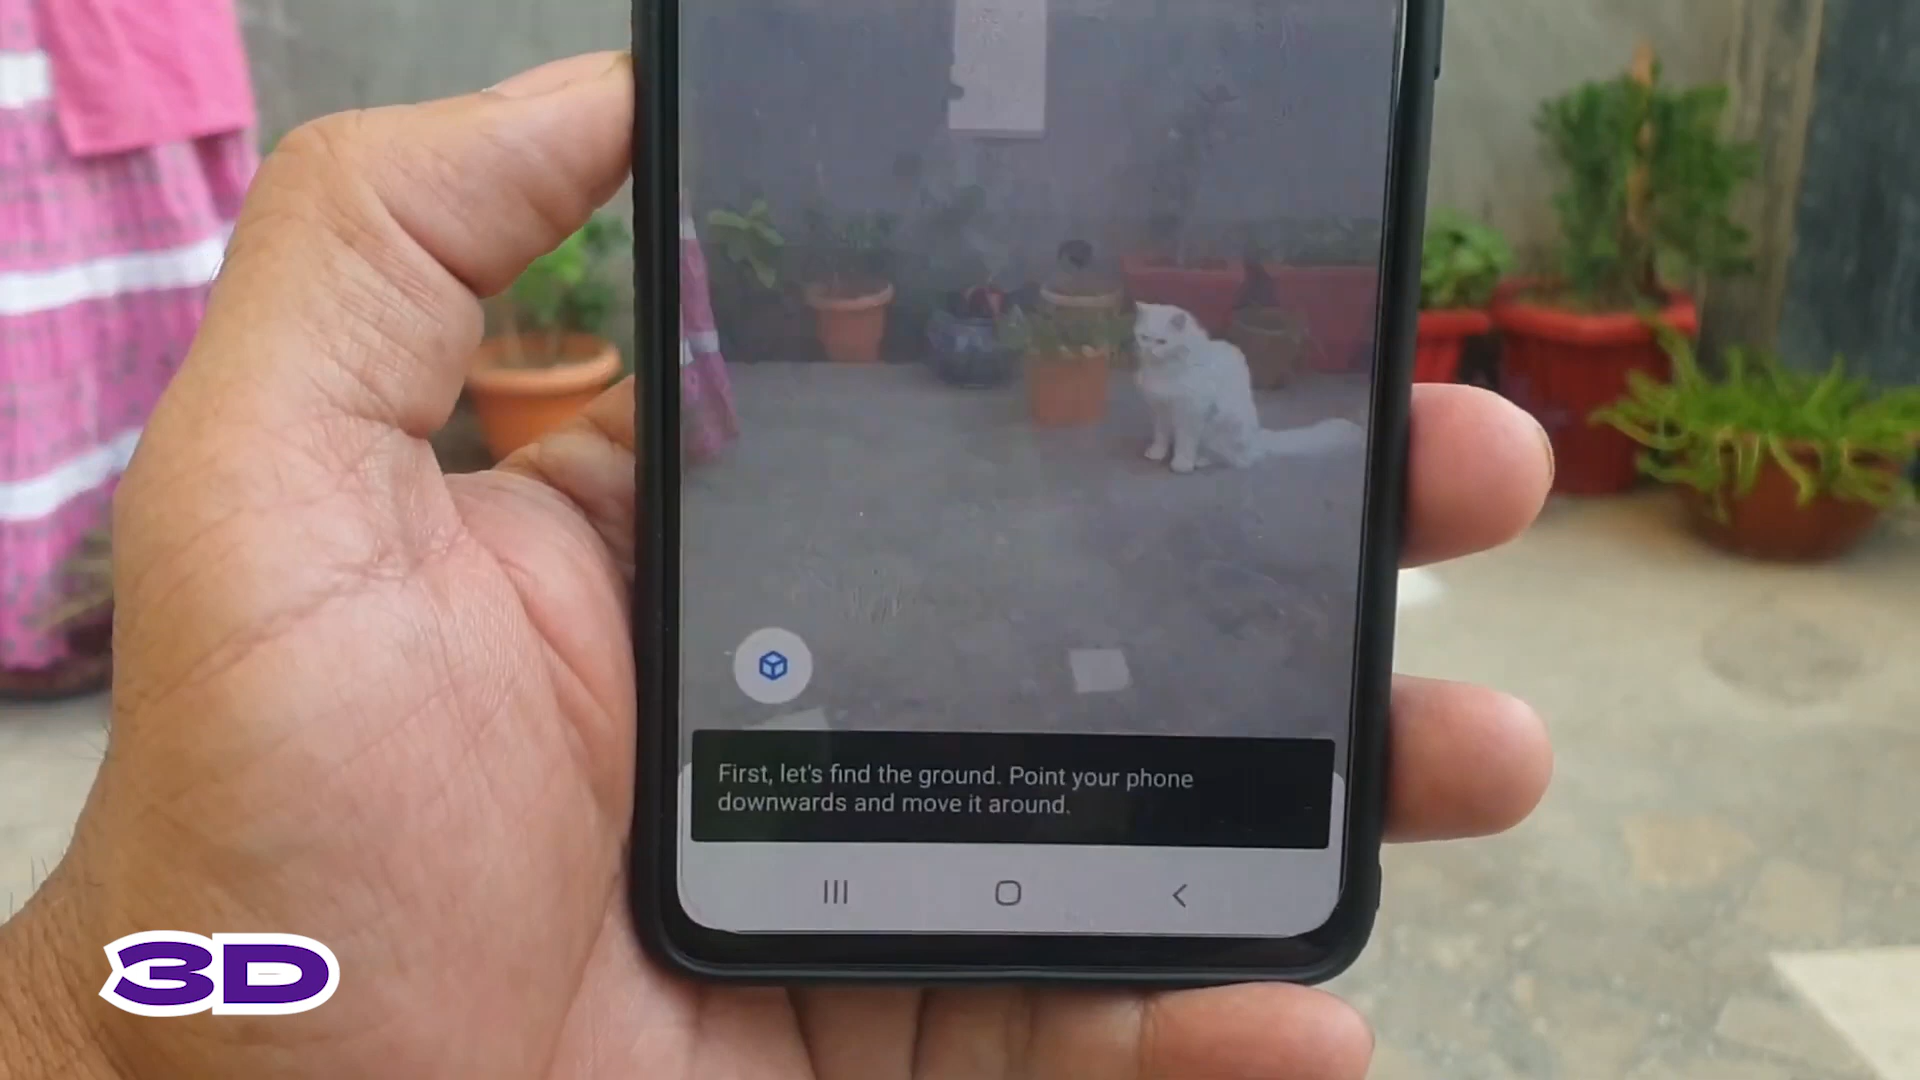 First, let's find the ground. Point your phone
downwards and move it around.
3D